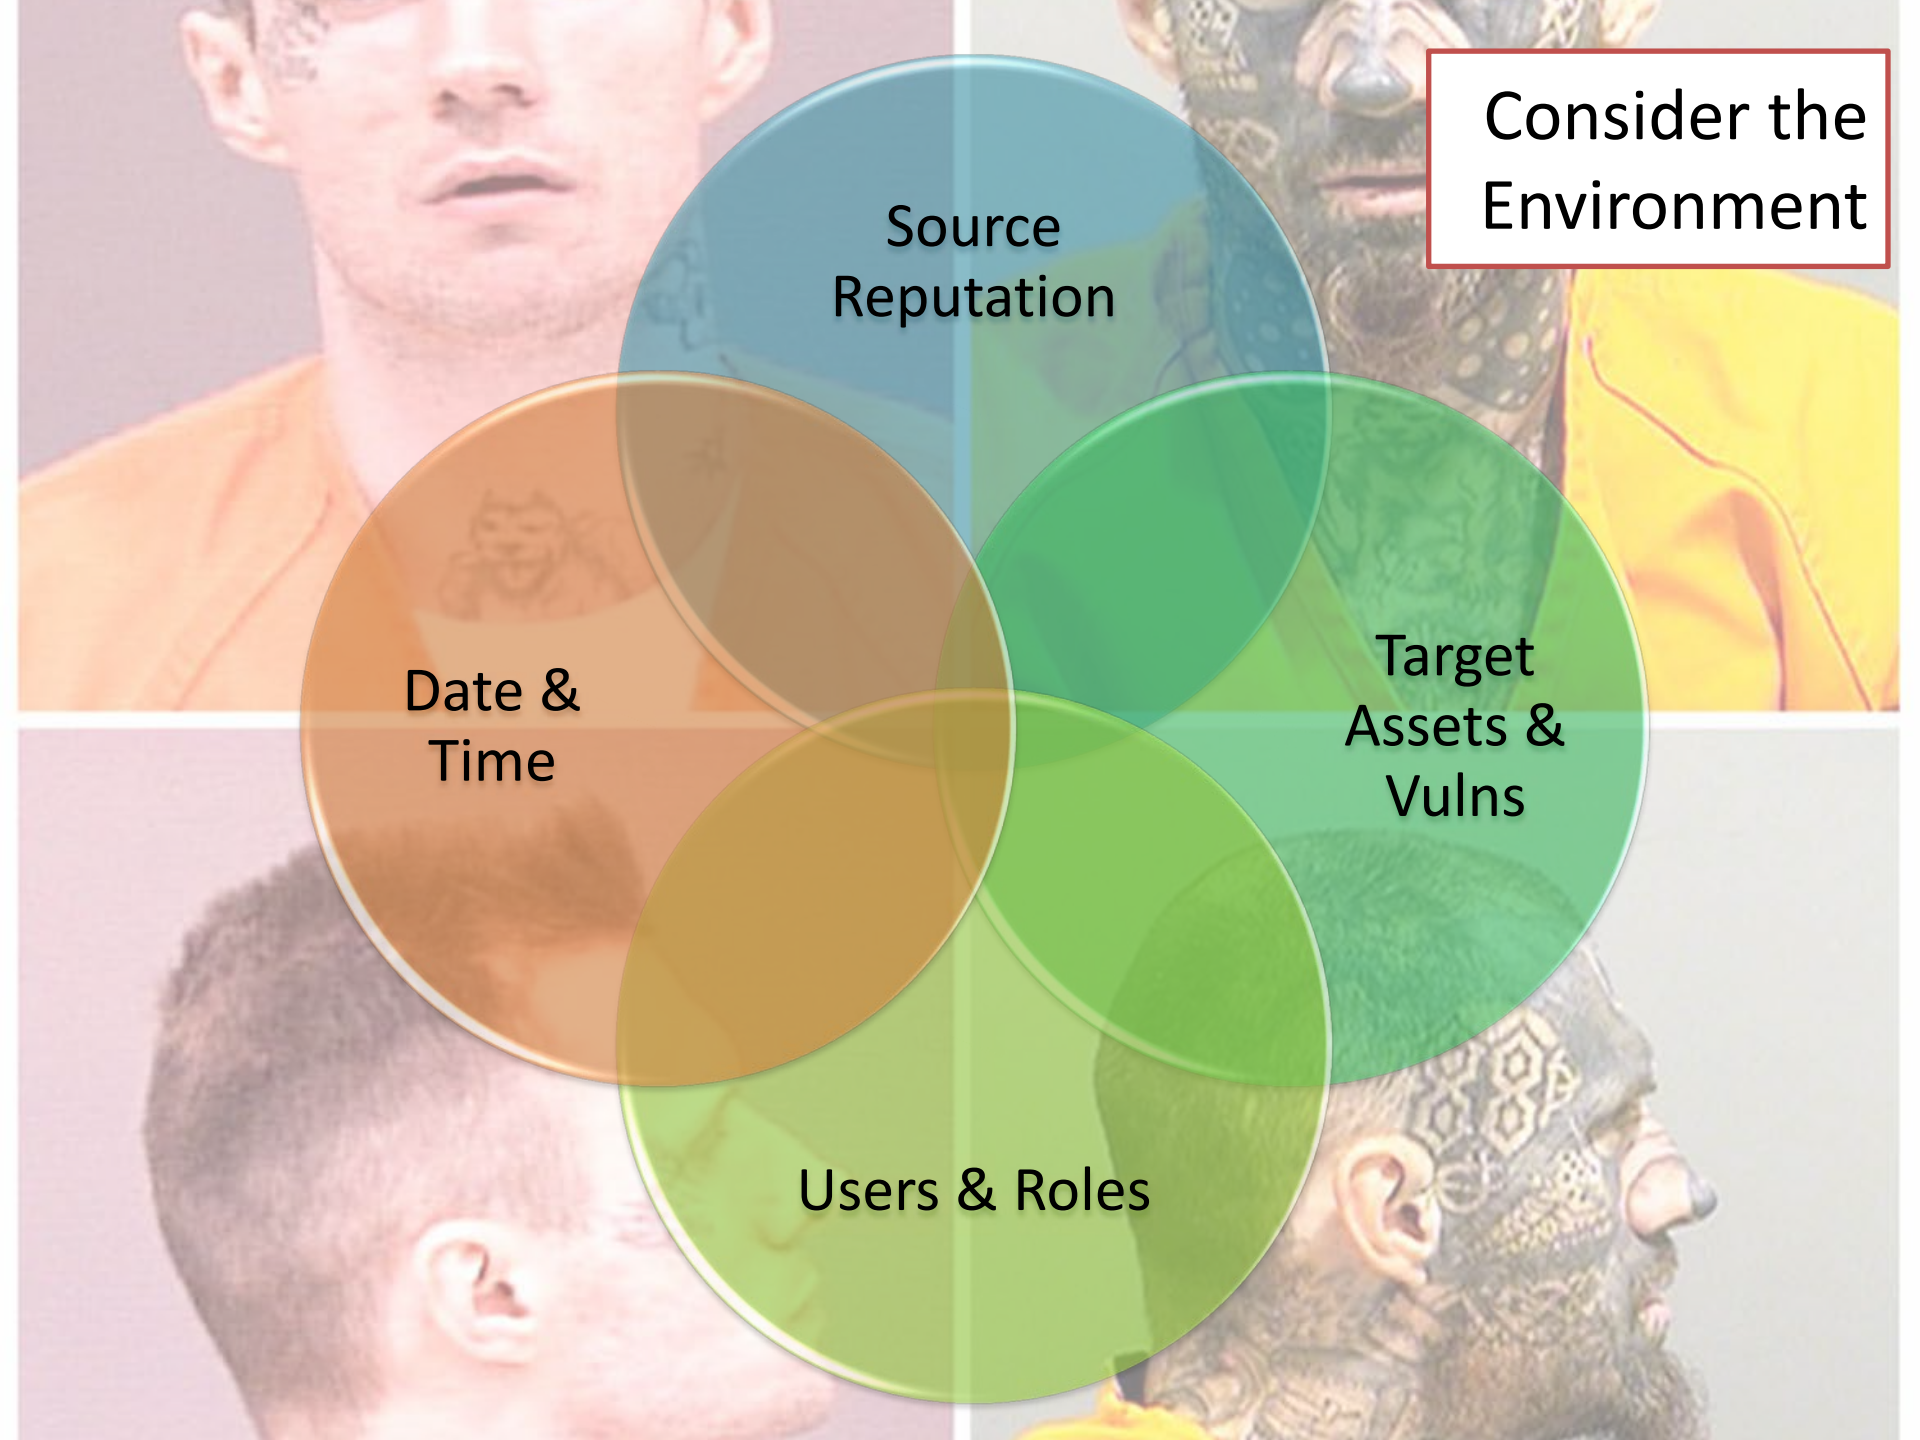 Consider the
Environment
Source
Reputation
Date &
Time
Target
Assets &
Vulns
Users & Roles